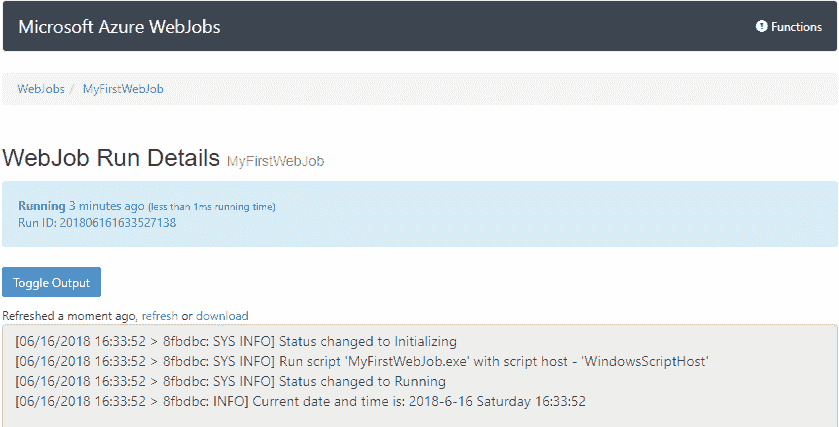 Microsoft Azure WebJobs
Functions
WebJobs / MyFirstWebJob
WebJob Run Details MyFirstWebJob
Running 3 minutes ago (less than 1ms running time)
Run ID: 201806161633527138
Toggle Output
Refreshed a moment ago, refresh or download
[06/16/2018 16:33:52 > 8fbdbc: SYS INFO] Status changed to Initializing
[06/16/2018 16:33:52 > 8fbdbc: SYS INFO] Run script 'MyFirstWebJob.exe' with script host - 'WindowsScriptHost'
[06/16/2018 16:33:52 > 8fbdbc: SYS INFO] Status changed to Running
[06/16/2018 16:33:52 > 8fbdbc: INFO] Current date and time is: 2018-6-16 Saturday 16:33:52